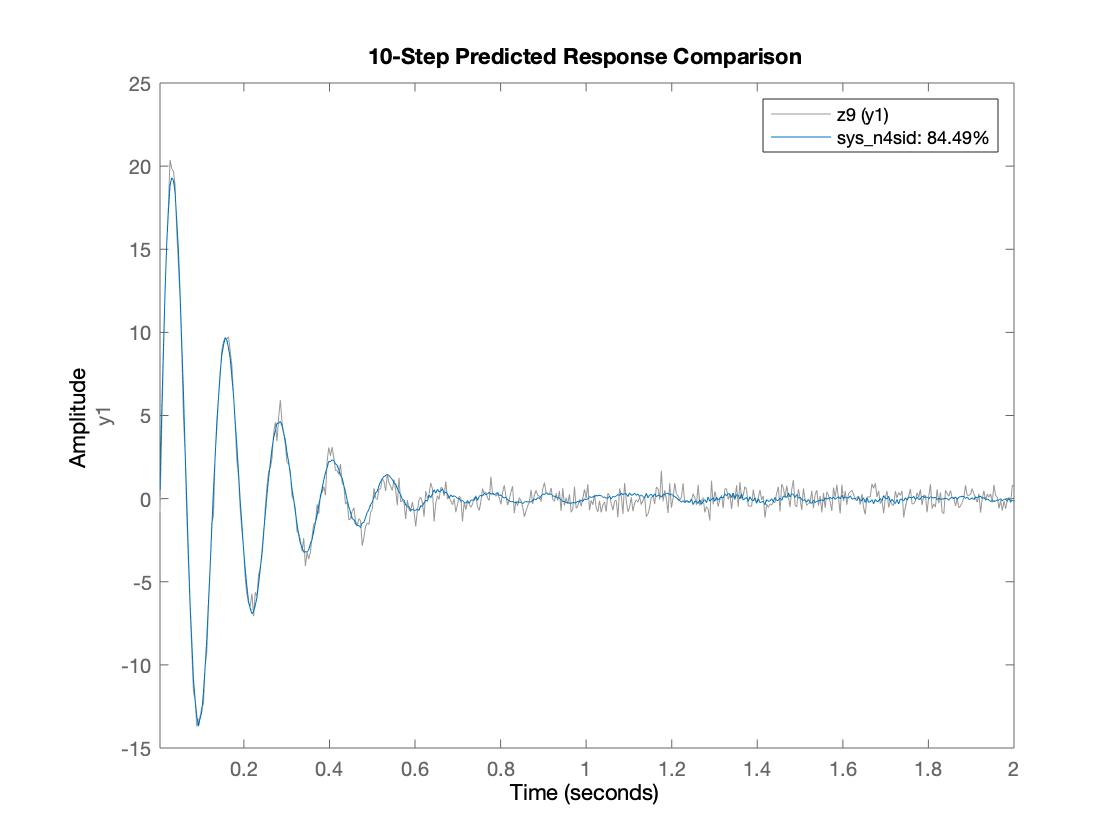 10-Step Predicted Response Comparison
z9 (y1)
sys_n4sid: 84.49%
25
20
15
10
5
0
-5
-10
-15
Amplitude
y1
0.2 0.4 0.6 0.8 1 1.2 1.4 1.6 1.8 2
Time (seconds)